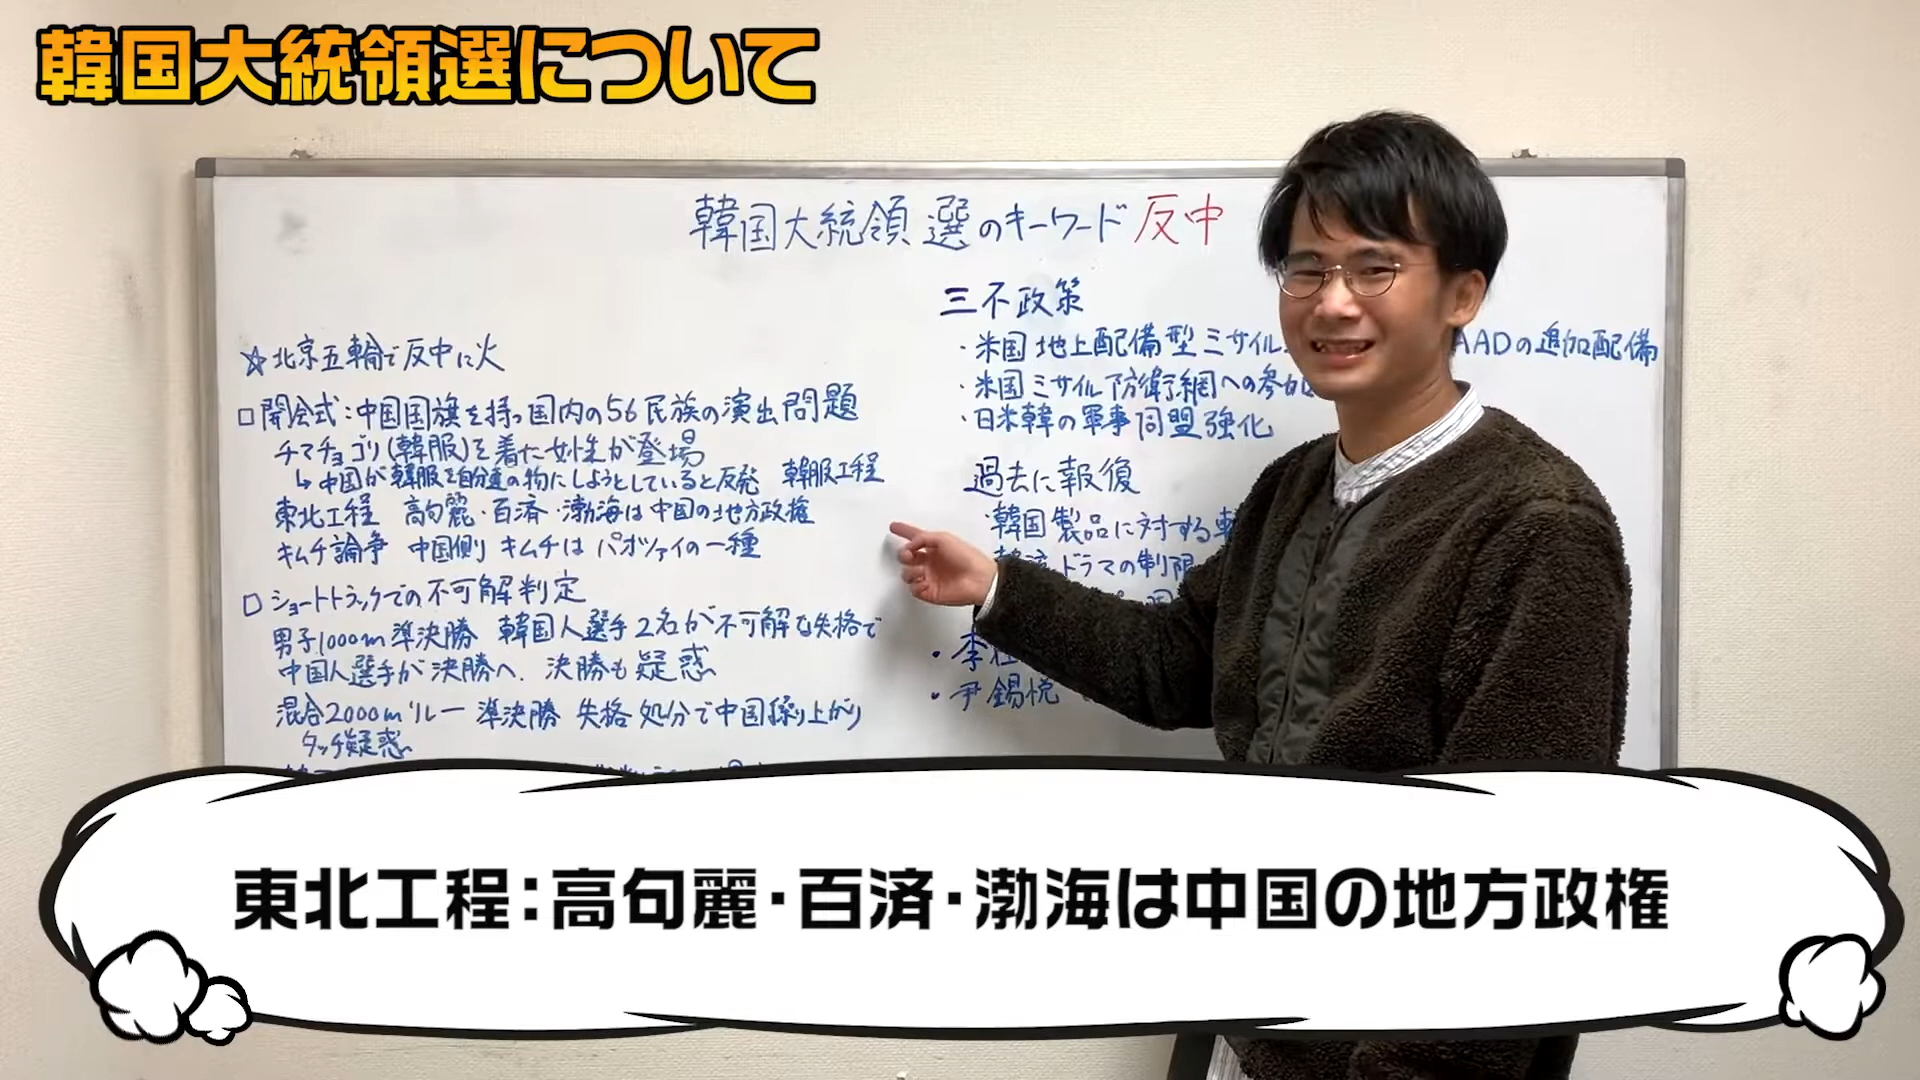 韓国大統領選について
韓国大統領選のキーワード 反中
☆北京五輪で反中に火
□開会式:中国国旗を持つ国内の56民族の演出問題
チマチョゴリ(韓服)を着た女性が登場
↳中国が韓服を自分達の物にしようとしていると反発 韓服工程
東北工程 高句麗・百済・渤海は中国の地方政権
キムチ論争 中国側 キムチは パオツァイの一種
□ショートトラックでの不可解判定
男子1000m準決勝 韓国人選手2名が不可解な失格で
中国人選手が決勝へ. 決勝も疑惑
混合2000mリレー 準決勝 失格処分で中国繰り上がり
タッチ疑惑
三不政策
・米国 地上配備型ミサイル AADの追加配備
・米国ミサイル防衛網への参加
・日米韓の軍事同盟強化
過去に報復
・韓国製品に対する
ドラマの制限
・李
・尹錫悦
東北工程:高句麗・百済・渤海は中国の地方政権